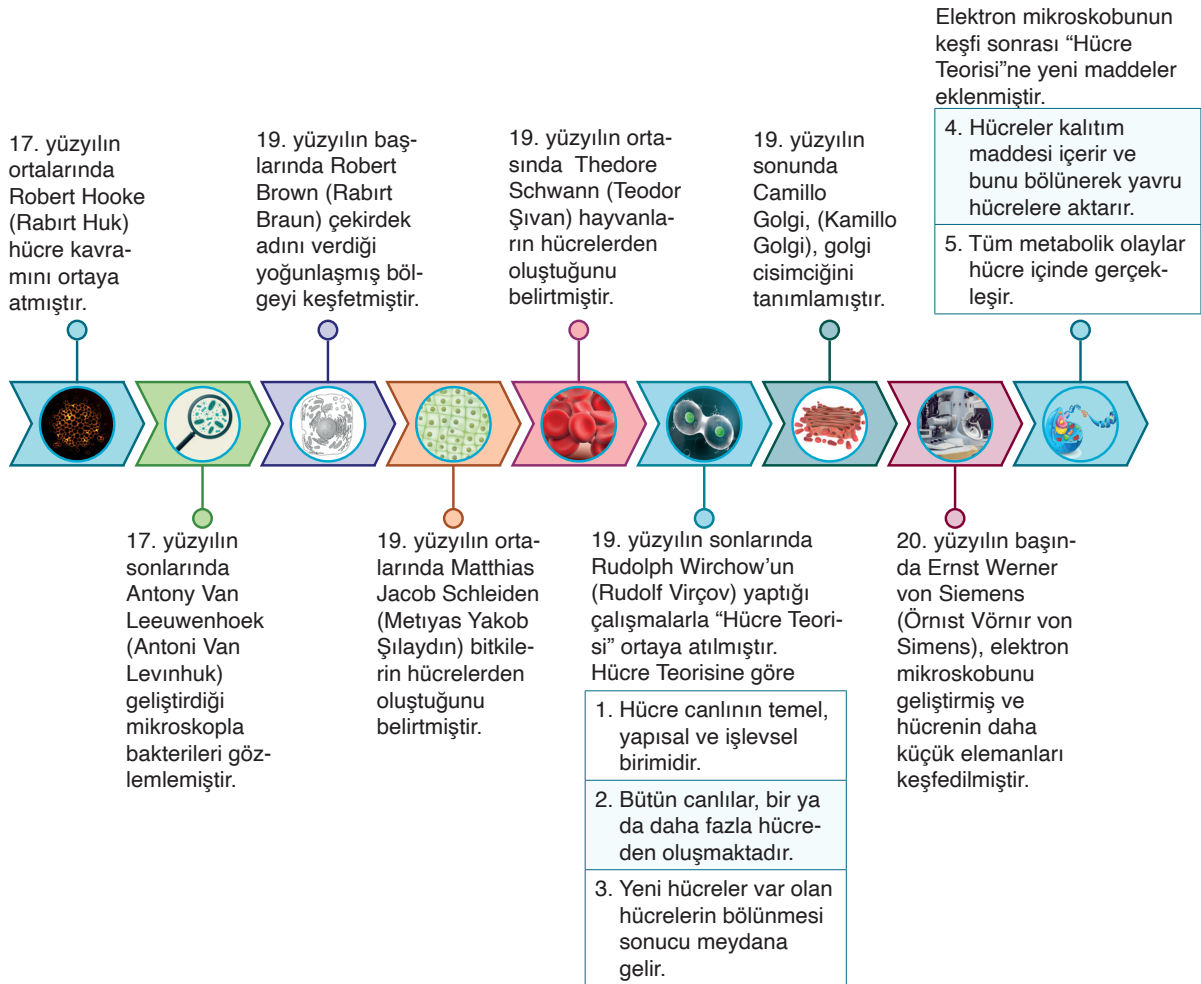 17. yüzyılın
ortalarında
Robert Hooke
(Rabırt Huk)
hücre kavra-
mını ortaya
atmıştır.
17. yüzyılın
sonlarında
Antony Van
Leeuwenhoek
(Antoni Van
Levınhuk)
geliştirdiği
mikroskopla
bakterileri göz-
lemlemiştir.
19. yüzyılın baş-
larında Robert
Brown (Rabırt
Braun) çekirdek
adını verdiği
yoğunlaşmış böl-
geyi keşfetmiştir.
19. yüzyılın orta-
larında Matthias
Jacob Schleiden
(Metıyas Yakob
Şılaydın) bitkile-
rin hücrelerden
oluştuğunu
belirtmiştir.
19. yüzyılın orta-
sında Thedore
Schwann (Teodor
Şıvan) hayvanla-
rın hücrelerden
oluştuğunu
belirtmiştir.
19. yüzyılın sonlarında
Rudolph Wirchow'un
(Rudolf Virçov) yaptığı
çalışmalarla “Hücre Teori-
si” ortaya atılmıştır.
Hücre Teorisine göre
1. Hücre canlının temel,
yapısal ve işlevsel
birimidir.
2. Bütün canlılar, bir ya
da daha fazla hücre-
den oluşmaktadır.
3. Yeni hücreler var olan
hücrelerin bölünmesi
sonucu meydana
gelir.
19. yüzyılın
sonunda
Camillo
Golgi, (Kamillo
Golgi), golgi
cisimciğini
tanımlamıştır.
20. yüzyılın başın-
da Ernst Werner
von Siemens
(Örnıst Vörnır von
Simens), elektron
mikroskobunu
geliştirmiş ve
hücrenin daha
küçük elemanları
keşfedilmiştir.
Elektron mikroskobunun
keşfi sonrası “Hücre
Teorisi”ne yeni maddeler
eklenmiştir.
4. Hücreler kalıtım
maddesi içerir ve
bunu bölünerek yavru
hücrelere aktarır.
5. Tüm metabolik olaylar
hücre içinde gerçek-
leşir.